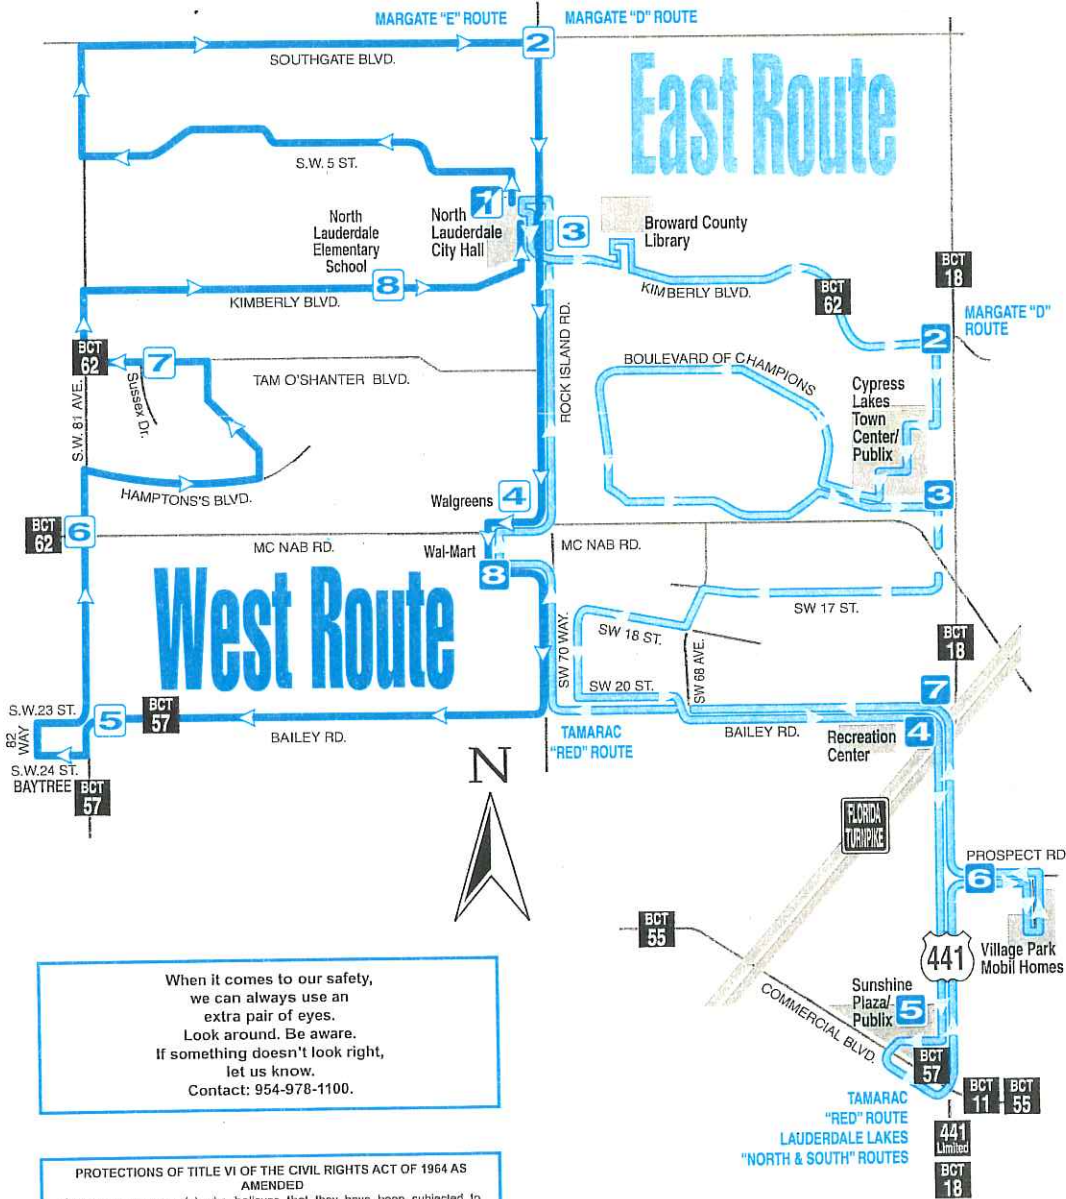 MARGATE "E" ROUTE
MARGATE "D" ROUTE
2
SOUTHGATE BLVD.
East Route
S.W. 5 ST.
1
North
Lauderdale
City Hall
North
Lauderdale
Elementary
School
3
Broward County
Library
8
KIMBERLY BLVD.
KIMBERLY BLVD.
BCT
62
BCT
18
MARGATE "D"
ROUTE
2
BCT
62
7
TAM O'SHANTER BLVD.
Sussex Dr.
S.W. 81 AVE.
ROCK ISLAND RD.
BOULEVARD OF CHAMPIONS
Cypress
Lakes
Town
Center/
Publix
3
HAMPTONS'S BLVD.
Walgreens
4
BCT
62
6
MC NAB RD.
Wal-Mart
8
MC NAB RD.
West Route
SW 17 ST.
SW 18 ST.
SW 70 WAY.
SW 68 AVE.
SW 20 ST.
BCT
18
7
S.W.23 ST.
82
WAY
5
BCT
57
BAILEY RD.
TAMARAC
"RED" ROUTE
BAILEY RD.
Recreation
Center
4
S.W.24 ST.
BAYTREE
BCT
57
N
FLORIDA
TURNPIKE
PROSPECT RD
6
BCT
55
441
Village Park
Mobil Homes
Sunshine
Plaza/
Publix
5
COMMERCIAL BLVD.
BCT
57
BCT
11
BCT
55
TAMARAC
"RED" ROUTE
LAUDERDALE LAKES
"NORTH & SOUTH" ROUTES
441
Limited
BCT
18
When it comes to our safety,
we can always use an
extra pair of eyes.
Look around. Be aware.
If something doesn't look right,
let us know.
Contact: 954-978-1100.
PROTECTIONS OF TITLE VI OF THE CIVIL RIGHTS ACT OF 1964 AS
AMENDED
believes that they have been subjected to